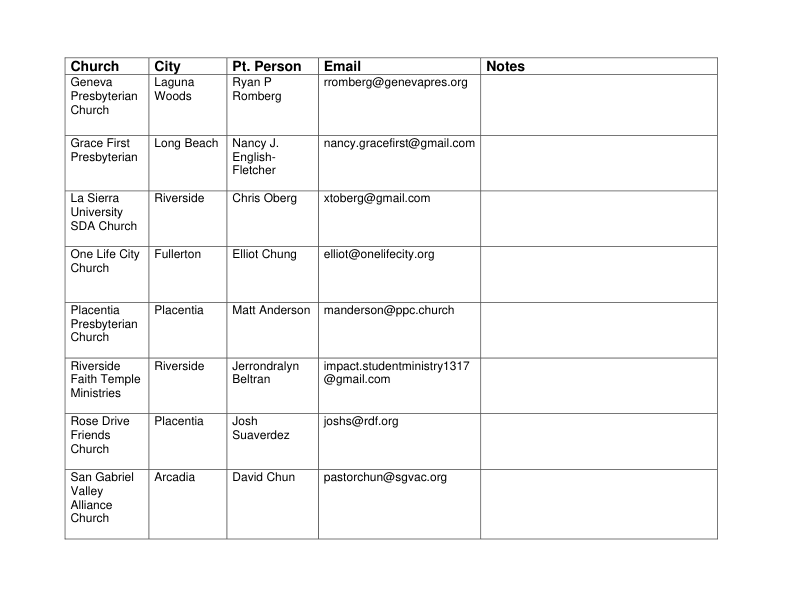 Church City Pt. Person Email Notes
Geneva Laguna Ryan P rromberg@genevapres.org
Presbyterian Woods Romberg
Church
Grace First Long Beach Nancy J. nancy.gracefirst@gmail.com
Presbyterian English-
Fletcher
La Sierra Riverside Chris Oberg xtoberg@gmail.com
University
SDA Church
One Life City Fullerton Elliot Chung elliot@onelifecity.org
Church
Placentia Placentia Matt Anderson manderson@ppc.church
Presbyterian
Church
Riverside Riverside Jerrondralyn impact.studentministry1317
Faith Temple Beltran @gmail.com
Ministries
Rose Drive Placentia Josh joshs@rdf.org
Friends Suaverdez
Church
San Gabriel Arcadia David Chun pastorchun@sgvac.org
Valley
Alliance
Church